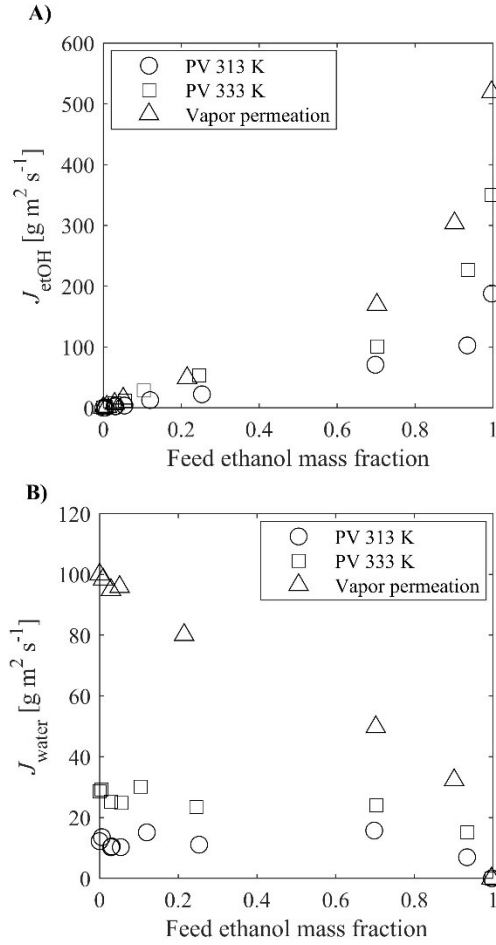 A)
600
500
400
300
200
100
0
J_etOH [g m² s⁻¹]
PV 313 K
PV 333 K
Vapor permeation
0 0.2 0.4 0.6 0.8 1
Feed ethanol mass fraction
B)
120
100
80
60
40
20
0
J_water [g m² s⁻¹]
PV 313 K
PV 333 K
Vapor permeation
0 0.2 0.4 0.6 0.8 1
Feed ethanol mass fraction